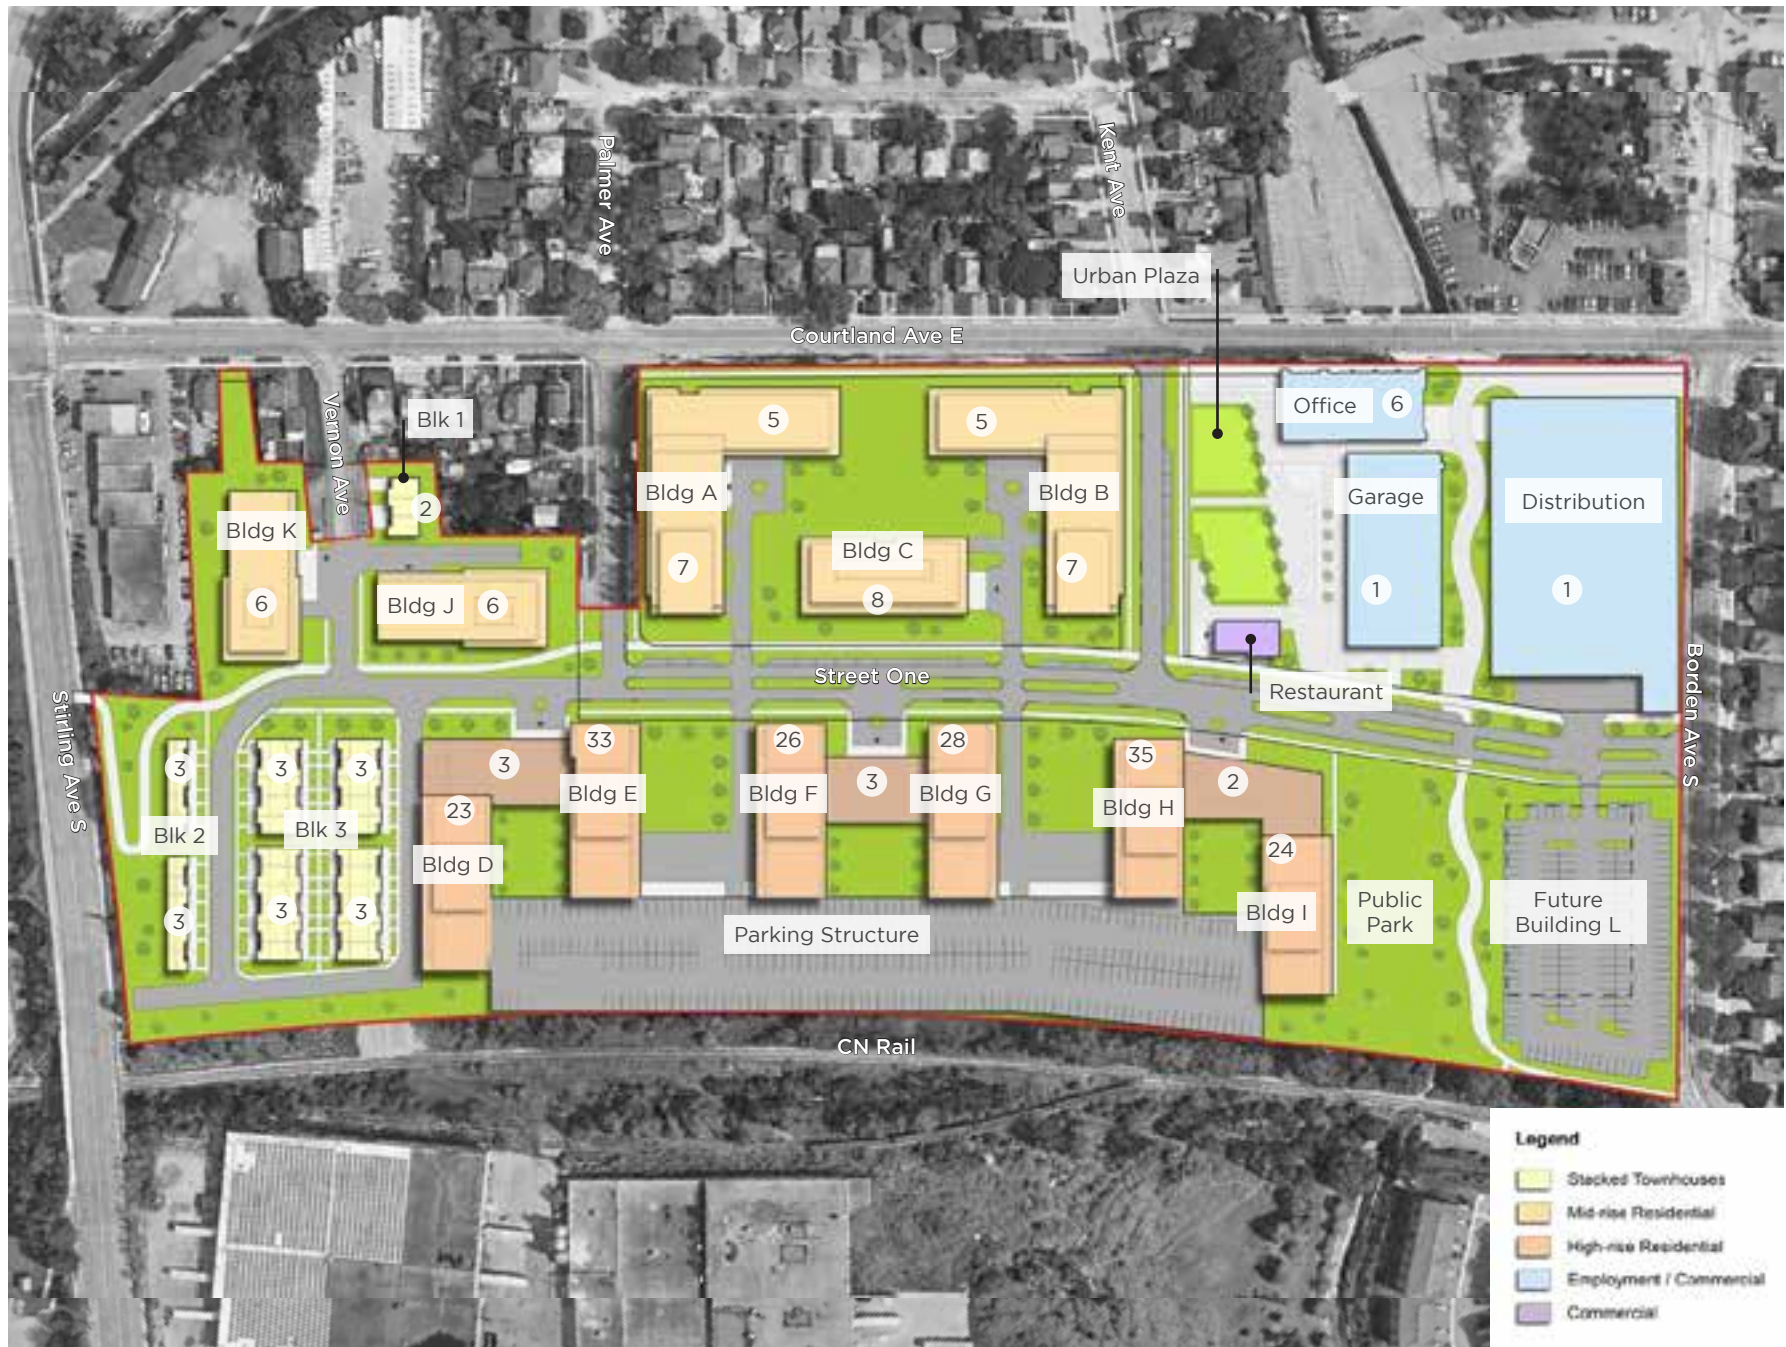 Palmer Ave
Kent Ave
Urban Plaza
Courtland Ave E
Vernon Ave
Blk 1
2
5
5
Office 6
Bldg A
Bldg B
Garage
Distribution
Bldg K
6
Bldg J 6
7
Bldg C
8
7
1
1
Street One
Restaurant
Stirling Ave S
Borden Ave S
3
3
3
3
33
26
28
35
3
2
Bldg E
Bldg F
Bldg G
Bldg H
23
Blk 2
Blk 3
Bldg D
24
3
3
3
Bldg I
Public
Park
Future
Building L
Parking Structure
CN Rail
Legend
Stacked Townhouses
Mid-rise Residential
High-rise Residential
Employment / Commercial
Commercial